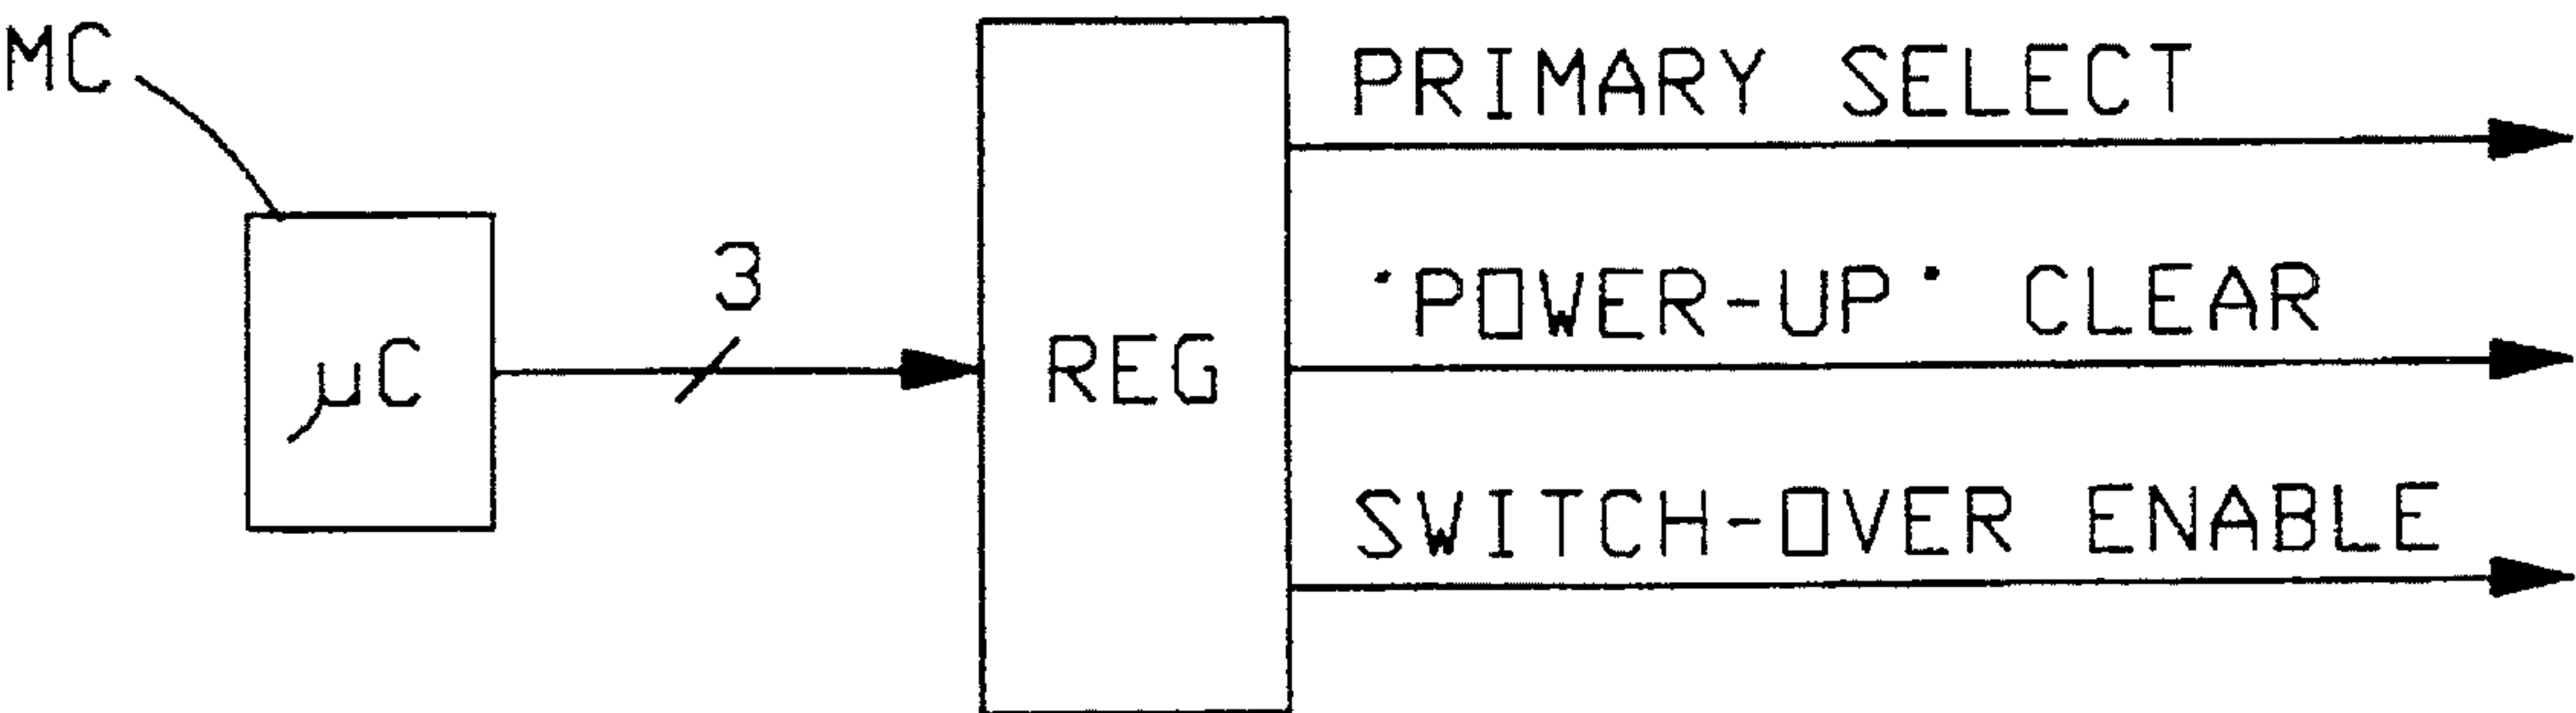 MC
PRIMARY SELECT
3
"POWER-UP" CLEAR
μC
REG
SWITCH-OVER ENABLE